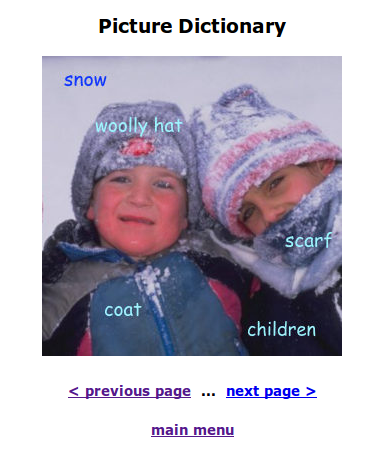 Picture Dictionary
snow
woolly hat
scarf
coat
children
< previous page ... next page >
main menu